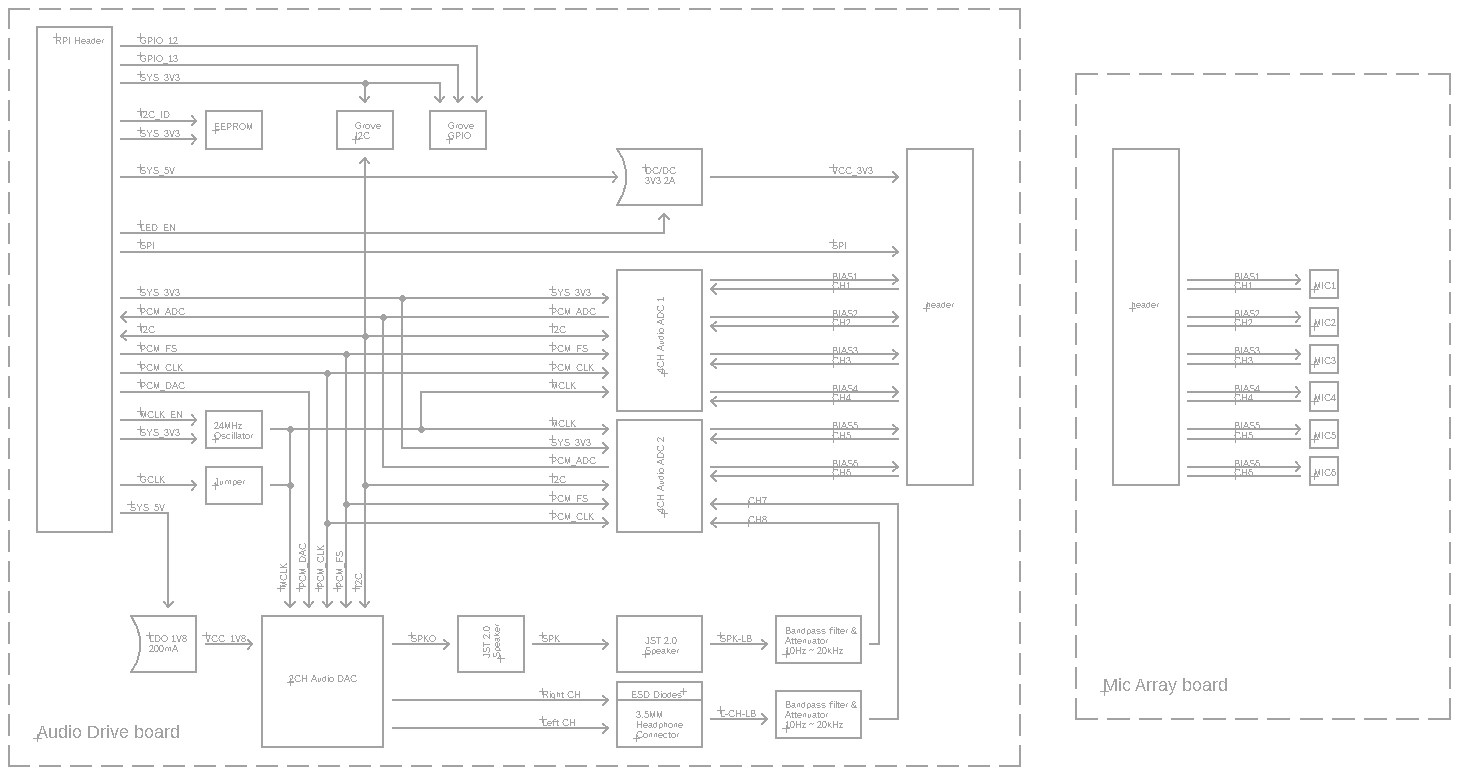 RPI Header
GPIO_12
GPIO_13
SYS_3V3
I2C_ID
SYS_3V3
EEPROM
Grove
I2C
Grove
GPIO
SYS_5V
DC/DC
3V3 2A
VCC_3V3
LED_EN
SPI
SPI
SYS_3V3
PCM_ADC
I2C
PCM_FS
PCM_CLK
PCM_DAC
MCLK_EN
SYS_3V3
24MHz
Oscillator
GCLK
Jumper
SYS_5V
SYS_3V3
PCM_ADC
I2C
PCM_FS
PCM_CLK
MCLK
4CH Audio ADC 1
MCLK
SYS_3V3
PCM_ADC
I2C
PCM_FS
PCM_CLK
4CH Audio ADC 2
BIAS1
CH1
BIAS2
CH2
BIAS3
CH3
BIAS4
CH4
BIAS5
CH5
BIAS6
CH6
CH7
CH8
header
MCLK
PCM_DAC
PCM_CLK
PCM_FS
I2C
LDO 1V8
200mA
VCC_1V8
2CH Audio DAC
SPKO
JST 2.0
Speaker
SPK
JST 2.0
Speaker
SPK-LB
Bandpass filter &
Attenuator
10Hz ~ 20kHz
Right CH
Left CH
ESD Diodes
3.5MM
Headphone
Connector
L-CH-LB
Bandpass filter &
Attenuator
10Hz ~ 20kHz
Audio Drive board
header
BIAS1
CH1
MIC1
BIAS2
CH2
MIC2
BIAS3
CH3
MIC3
BIAS4
CH4
MIC4
BIAS5
CH5
MIC5
BIAS6
CH6
MIC6
Mic Array board